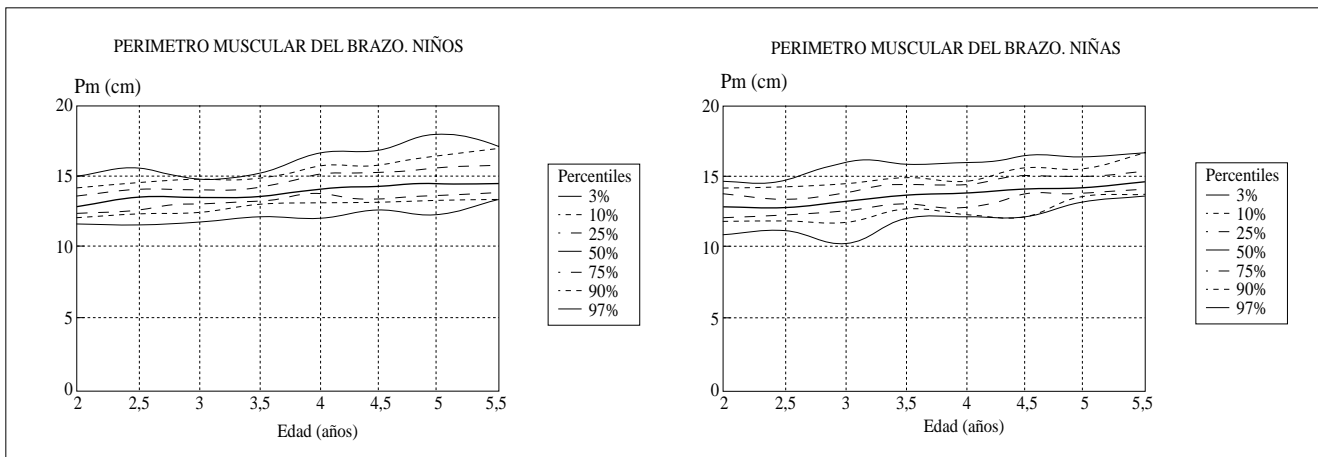 PERIMETRO MUSCULAR DEL BRAZO. NIÑOS
Pm (cm)
20
15
10
5
0
2 2,5 3 3,5 4 4,5 5 5,5
Edad (años)
Percentiles
3%
10%
25%
50%
75%
90%
97%
PERIMETRO MUSCULAR DEL BRAZO. NIÑAS
Pm (cm)
20
15
10
5
0
2 2,5 3 3,5 4 4,5 5 5,5
Edad (años)
Percentiles
3%
10%
25%
50%
75%
90%
97%